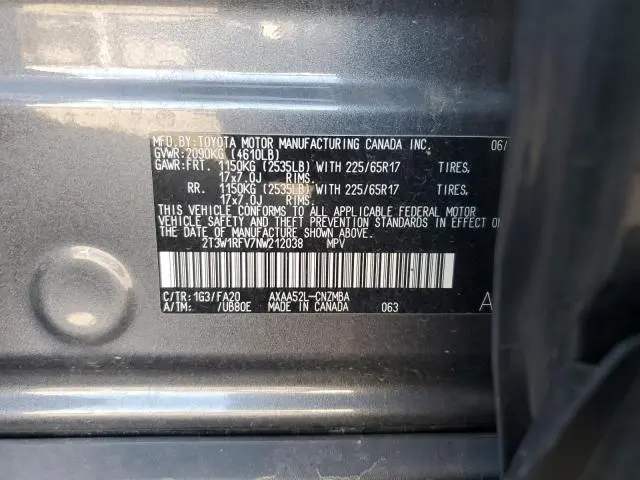 MFD.BY:TOYOTA MOTOR MANUFACTURING CANADA INC. 06/
GVWR:2090KG (4610LB)
GAWR:FRT. 1150KG (2535LB) WITH 225/65R17 TIRES,
17x7.0J RIMS,
RR. 1150KG (2535LB) WITH 225/65R17 TIRES,
17x7.0J RIMS,
THIS VEHICLE CONFORMS TO ALL APPLICABLE FEDERAL MOTOR
VEHICLE SAFETY AND THEFT PREVENTION STANDARDS IN EFFECT ON
THE DATE OF MANUFACTURE SHOWN ABOVE.
2T3W1RFV7NW212038 MPV
C/TR:1G3/FA20 AXAA52L-CNZMBA
A/TM: /UB80E MADE IN CANADA 063 A